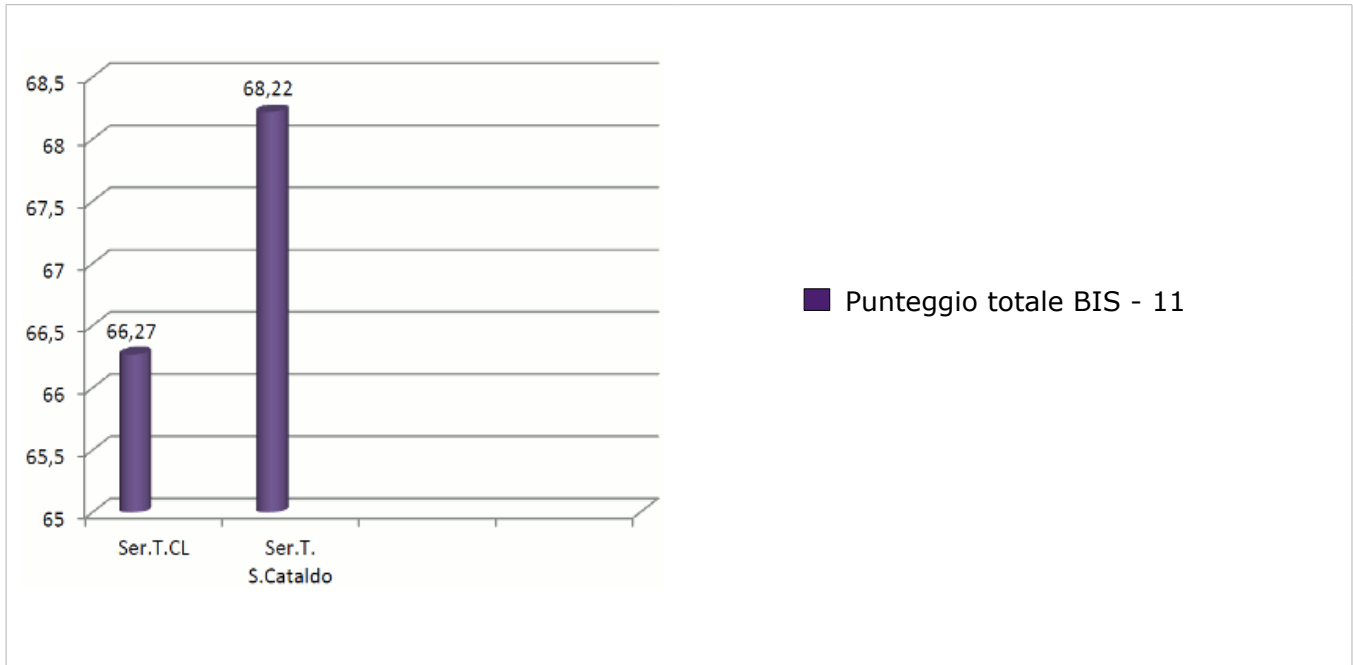 68,5
68
67,5
67
66,5
66
65,5
65
66,27
68,22
Ser.T.CL
Ser.T.
S.Cataldo
Punteggio totale BIS - 11